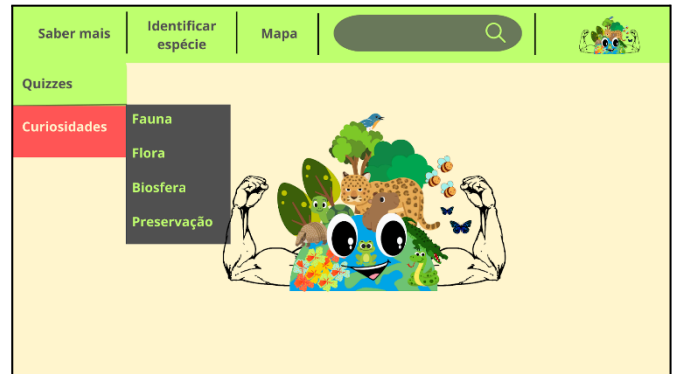 Saber mais
Identificar
espécie
Mapa
Quizzes
Curiosidades
Fauna
Flora
Biosfera
Preservação